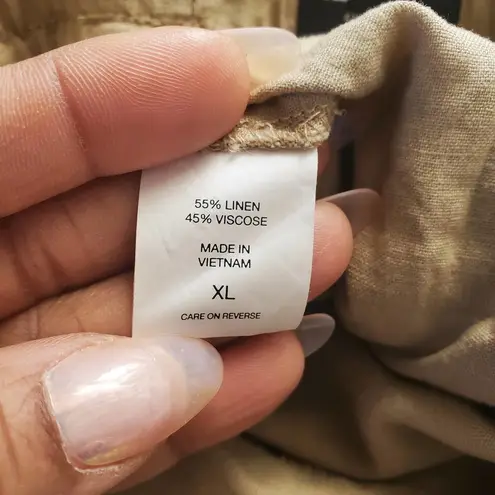 55% LINEN
45% VISCOSE
MADE IN
VIETNAM
XL
CARE ON REVERSE